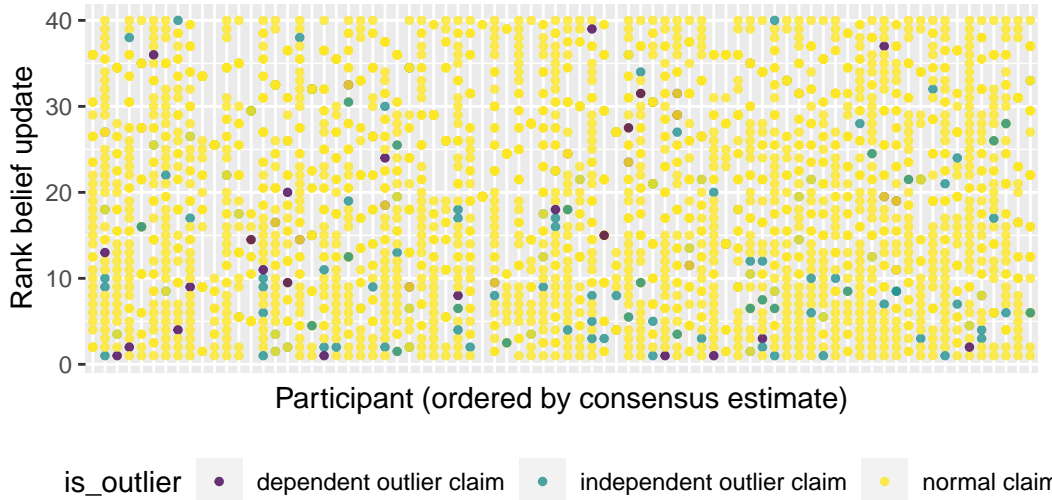 40
30
20
10
0
Rank belief update
Participant (ordered by consensus estimate)
is_outlier dependent outlier claim independent outlier claim normal claim